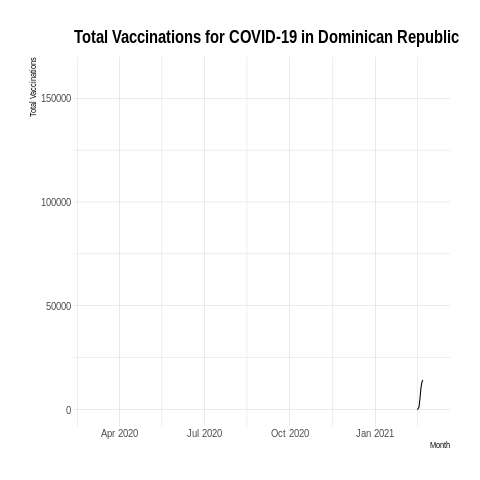 Total Vaccinations for COVID-19 in Dominican Republic
Total Vaccinations
150000
100000
50000
0
Apr 2020
Jul 2020
Oct 2020
Jan 2021
Month